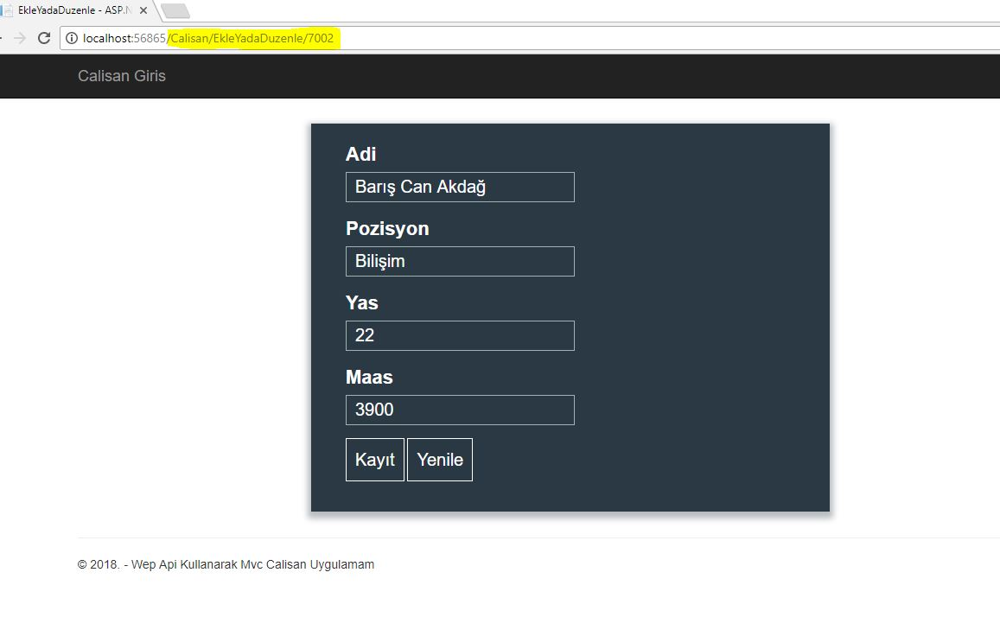 EkleYadaDuzenle - ASP.N
localhost:56865/Calisan/EkleYadaDuzenle/7002
Calisan Giris
Adi
Barış Can Akdağ
Pozisyon
Bilişim
Yas
22
Maas
3900
Kayıt Yenile
© 2018. - Wep Api Kullanarak Mvc Calisan Uygulamam